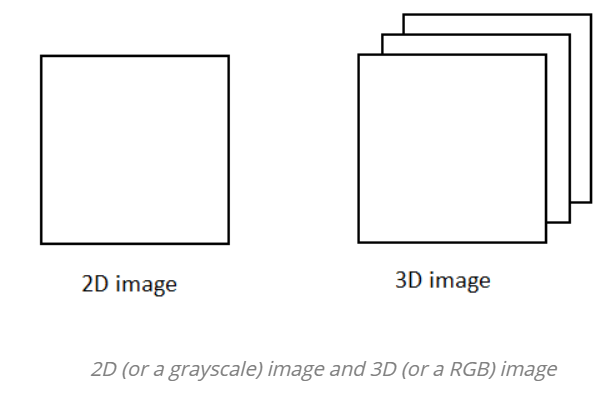 2D image
3D image
2D (or a grayscale) image and 3D (or a RGB) image